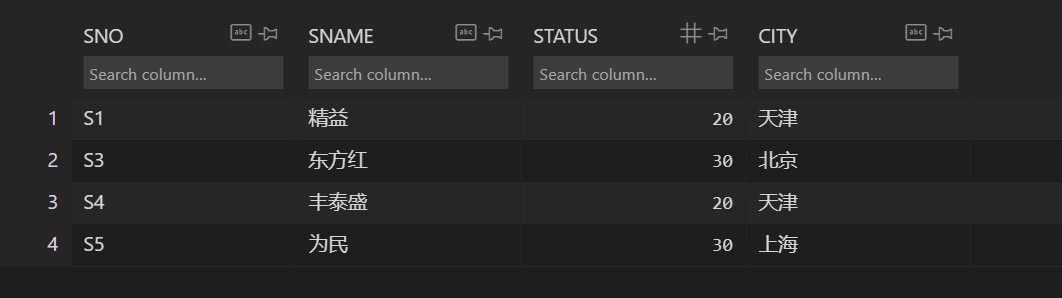 SNO abc SNAME abc STATUS CITY abc
Search column... Search column... Search column... Search column...
1 S1 精益 20 天津
2 S3 东方红 30 北京
3 S4 丰泰盛 20 天津
4 S5 为民 30 上海